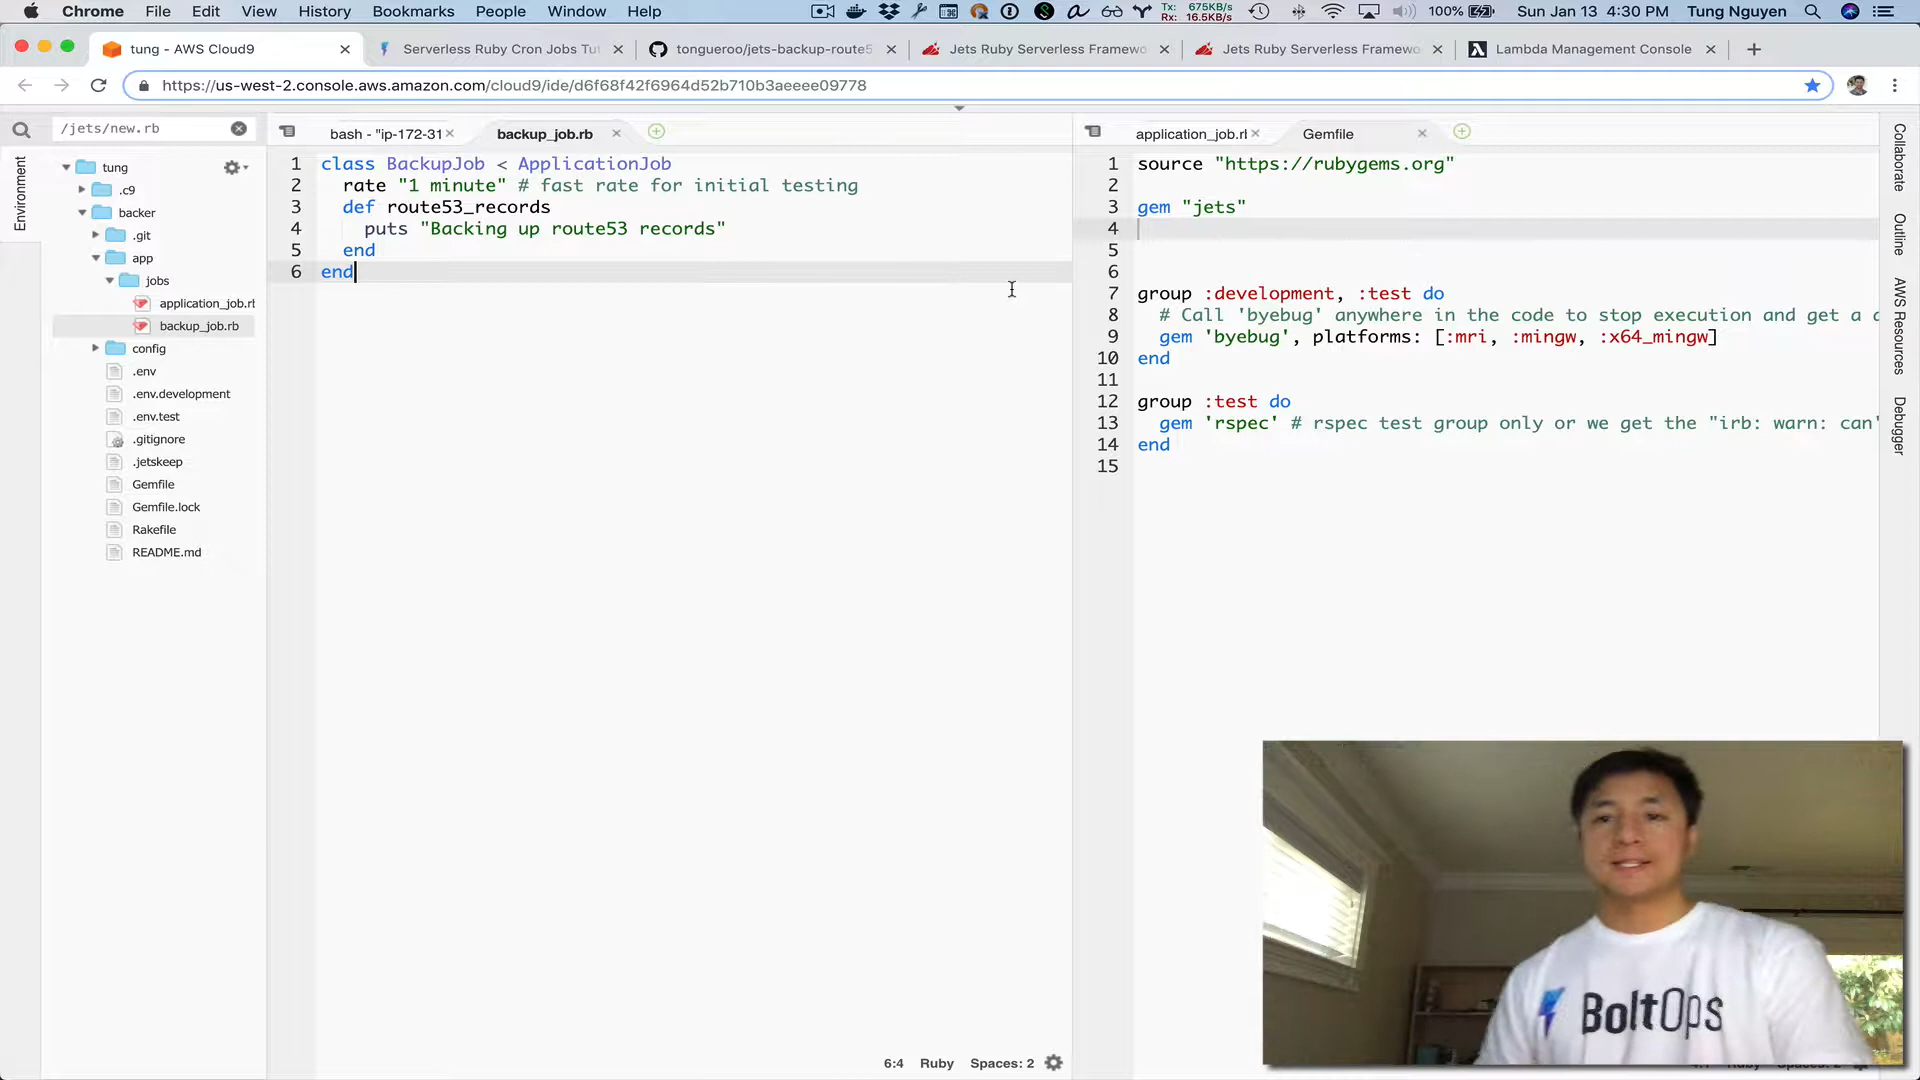 Chrome File Edit View History Bookmarks People Window Help Tx: 675KB/s Rx: 16.5KB/s 100% Sun Jan 13 4:30 PM Tung Nguyen
tung - AWS Cloud9
Serverless Ruby Cron Jobs Tut
tongueroo/jets-backup-route5
Jets Ruby Serverless Framewo
Jets Ruby Serverless Framewo
Lambda Management Console
https://us-west-2.console.aws.amazon.com/cloud9/ide/d6f68f42f6964d52b710b3aeeee09778
/jets/new.rb
Environment
tung
.c9
backer
.git
app
jobs
application_job.rb
backup_job.rb
config
.env
.env.development
.env.test
.gitignore
.jetskeep
Gemfile
Gemfile.lock
Rakefile
README.md
bash - "ip-172-31
backup_job.rb
1 class BackupJob < ApplicationJob
2 rate "1 minute" # fast rate for initial testing
3 def route53_records
4 puts "Backing up route53 records"
5 end
6 end
6:4 Ruby Spaces: 2
application_job.rl
Gemfile
1 source "https://rubygems.org"
2
3 gem "jets"
4
5
6
7 group :development, :test do
8 # Call 'byebug' anywhere in the code to stop execution and get a
9 gem 'byebug', platforms: [:mri, :mingw, :x64_mingw]
10 end
11
12 group :test do
13 gem 'rspec' # rspec test group only or we get the "irb: warn: can'
14 end
15
Collaborate
Outline
AWS Resources
Debugger
BoltOps